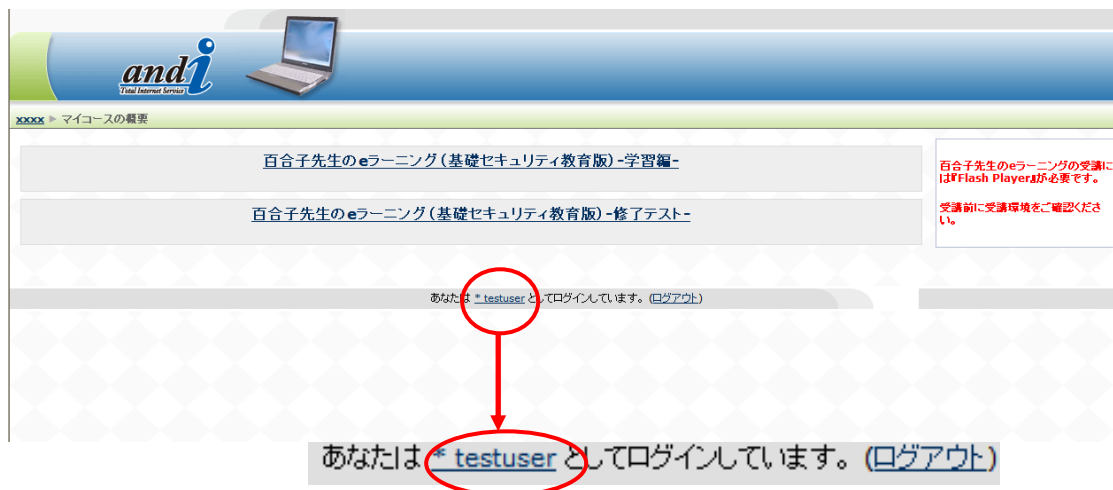 andi
Total Internet Service
xxxx ▶ マイコースの概要
百合子先生のeラーニング(基礎セキュリティ教育版)-学習編-
百合子先生のeラーニング(基礎セキュリティ教育版)-修了テスト-
百合子先生のeラーニングの受講に
は『Flash Player』が必要です。
受講前に受講環境をご確認くださ
い。
あなたは * testuser としてログインしています。(ログアウト)
あなたは * testuser としてログインしています。(ログアウト)